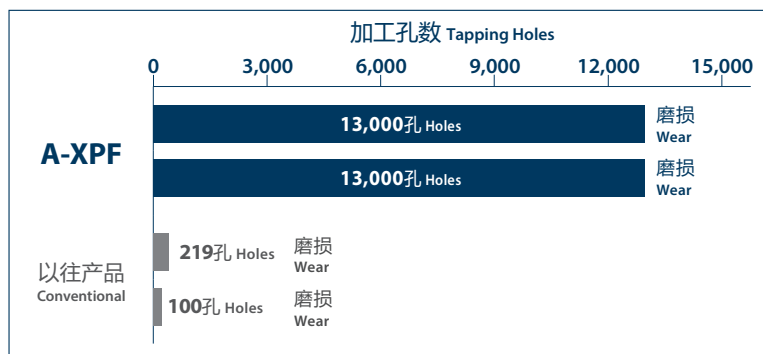 加工孔数 Tapping Holes
0 3,000 6,000 9,000 12,000 15,000
A-XPF
13,000孔 Holes 磨损
Wear
13,000孔 Holes 磨损
Wear
以往产品
Conventional
219孔 Holes 磨损
Wear
100孔 Holes 磨损
Wear